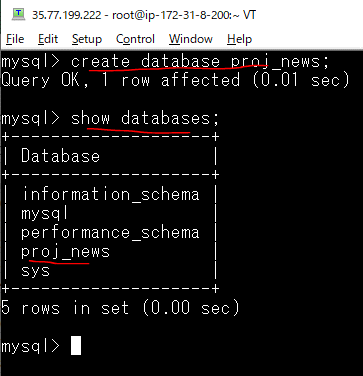 35.77.199.222 - root@ip-172-31-8-200:~ VT
File Edit Setup Control Window Help
mysql> create database proj_news;
Query OK, 1 row affected (0.01 sec)
mysql> show databases;
+--------------------+
| Database           |
+--------------------+
| information_schema |
| mysql              |
| performance_schema |
| proj_news          |
| sys                |
+--------------------+
5 rows in set (0.00 sec)
mysql>